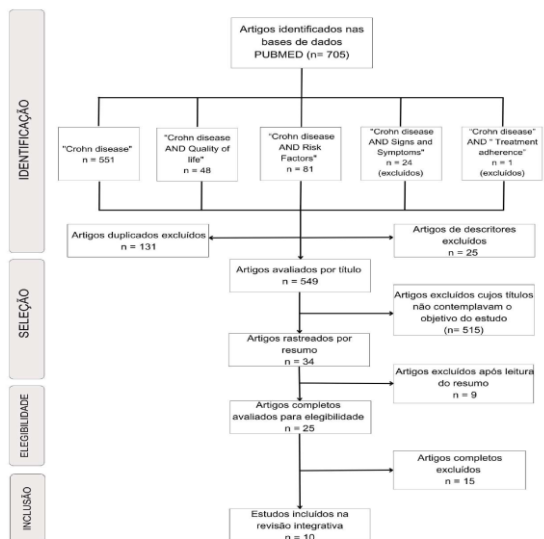 IDENTIFICAÇÃO
Artigos identificados nas
bases de dados
PUBMED (n= 705)
"Crohn disease"
n = 551
"Crohn disease
AND Quality of
life"
n = 48
"Crohn disease
AND Risk
Factors"
n = 81
"Crohn disease
AND Signs and
Symptoms"
n = 24
(excluídos)
"Crohn disease"
AND " Treatment
adherence"
n = 1
(excluídos)
Artigos duplicados excluídos
n = 131
Artigos de descritores
excluídos
n = 25
SELEÇÃO
Artigos avaliados por título
n = 549
Artigos excluídos cujos títulos
não contemplavam o
objetivo do estudo
(n= 515)
Artigos rastreados por
resumo
n = 34
Artigos excluídos após leitura
do resumo
n = 9
ELEGIBILIDADE
Artigos completos
avaliados para elegibilidade
n = 25
Artigos completos
excluídos
n = 15
INCLUSÃO
Estudos incluídos na
revisão integrativa
n = 10